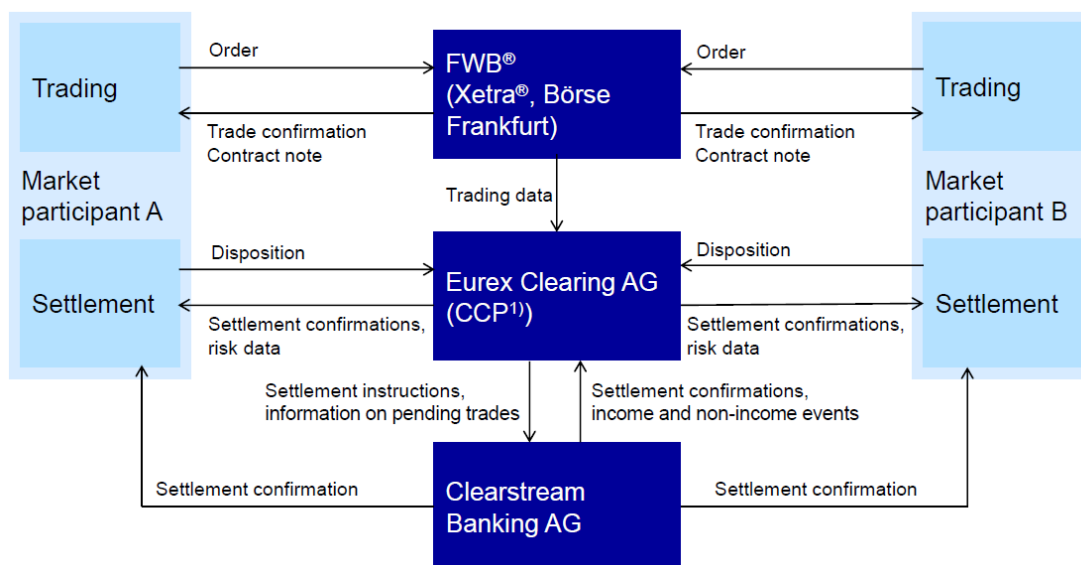 Order
Order
Trading
FWB®
(Xetra®, Börse
Frankfurt)
Trading
Trade confirmation
Contract note
Trade confirmation
Contract note
Market
participant A
Trading data
Market
participant B
Disposition
Disposition
Settlement
Eurex Clearing AG
(CCP1))
Settlement
Settlement confirmations,
risk data
Settlement confirmations,
risk data
Settlement instructions,
information on pending trades
Settlement confirmations,
income and non-income events
Settlement confirmation
Clearstream
Banking AG
Settlement confirmation